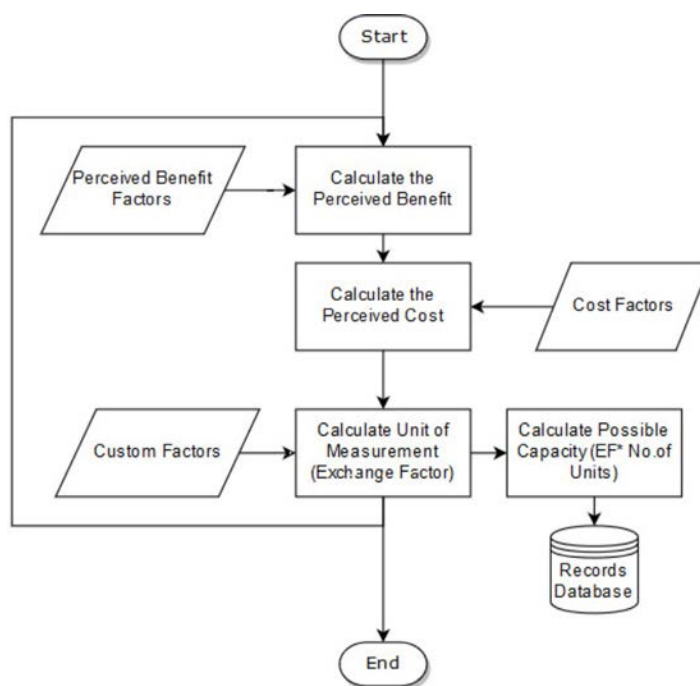 Start
Perceived Benefit
Factors
Calculate the
Perceived Benefit
Calculate the
Perceived Cost
Cost Factors
Custom Factors
Calculate Unit of
Measurement
(Exchange Factor)
Calculate Possible
Capacity(EF* No.of
Units)
Records
Database
End